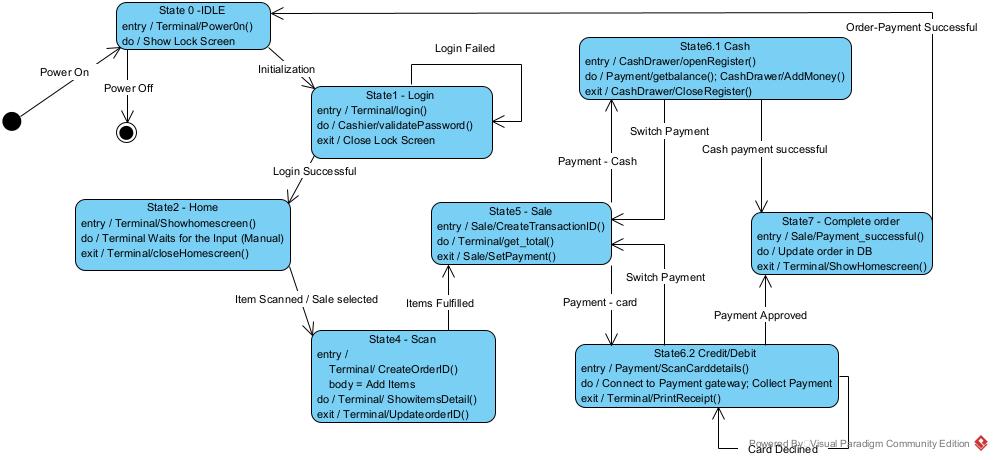 State 0 -IDLE
entry / Terminal/Power0n()
do / Show Lock Screen
Order-Payment Successful
Power On
Power Off
Initialization
Login Failed
State1 - Login
entry / Terminal/login()
do / Cashier/validatePassword()
exit / Close Lock Screen
Login Successful
State6.1 Cash
entry / CashDrawer/openRegister()
do / Payment/getbalance(); CashDrawer/AddMoney()
exit / CashDrawer/CloseRegister()
Switch Payment
Payment - Cash
Cash payment successful
State2 - Home
entry / Terminal/Showhomescreen()
do / Terminal Waits for the Input (Manual)
exit / Terminal/closeHomescreen()
State5 - Sale
entry / Sale/CreateTransactionID()
do / Terminal/get_total()
exit / Sale/SetPayment()
State7 - Complete order
entry / Sale/Payment_successful()
do / Update order in DB
exit / Terminal/ShowHomescreen()
Item Scanned / Sale selected
Items Fulfilled
Switch Payment
Payment - card
Payment Approved
State4 - Scan
entry /
Terminal/ CreateOrderID()
body = Add Items
do / Terminal/ ShowitemsDetail()
exit / Terminal/UpdateorderID()
State6.2 Credit/Debit
entry / Payment/ScanCarddetails()
do / Connect to Payment gateway; Collect Payment
exit / Terminal/PrintReceipt()
Card Declined
Powered By: Visual Paradigm Community Edition